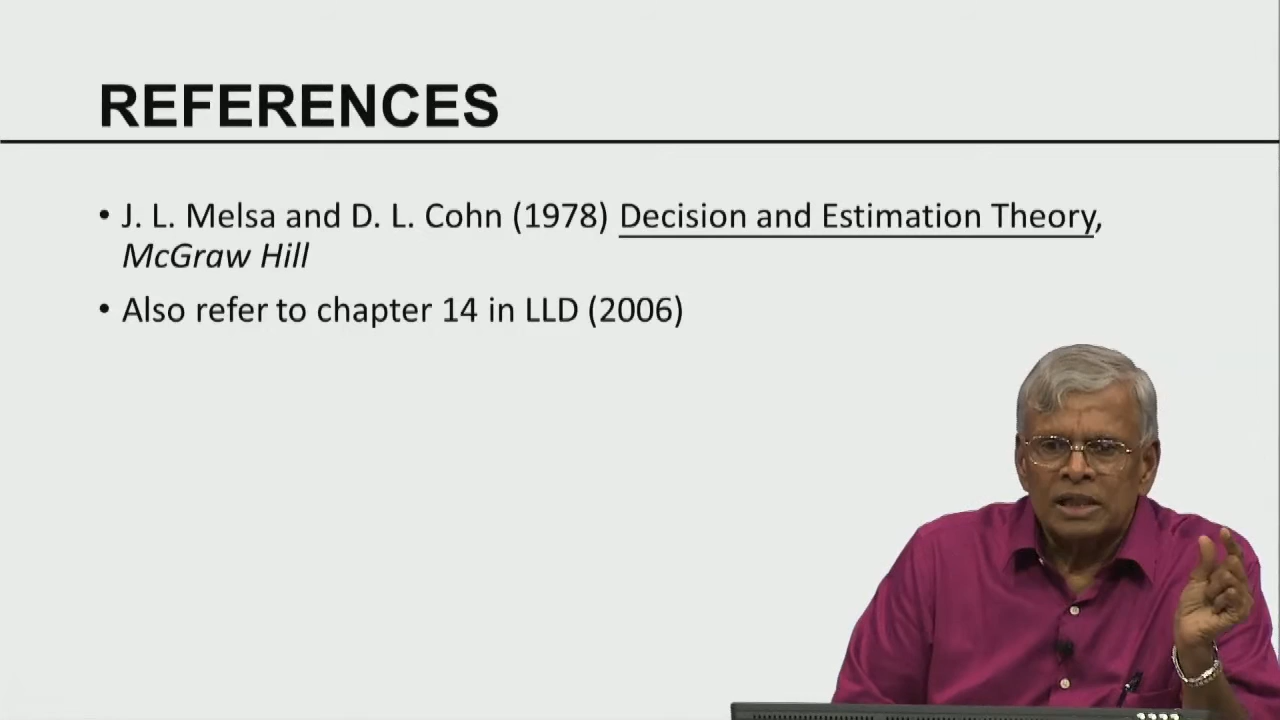 REFERENCES
• J. L. Melsa and D. L. Cohn (1978) Decision and Estimation Theory,
McGraw Hill
• Also refer to chapter 14 in LLD (2006)